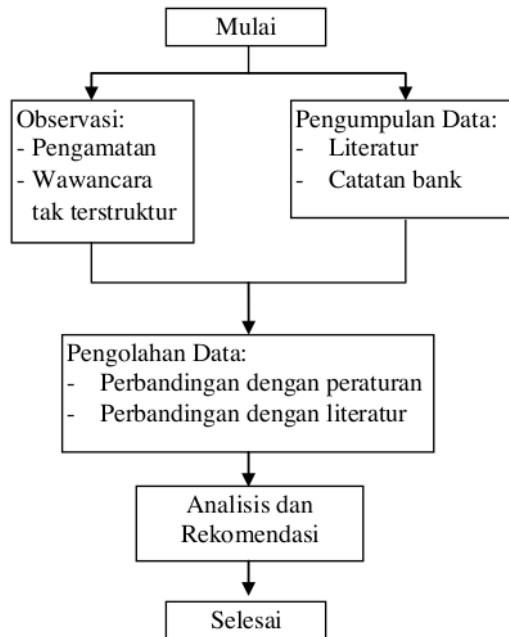 Mulai
Observasi:
- Pengamatan
- Wawancara
tak terstruktur
Pengumpulan Data:
- Literatur
- Catatan bank
Pengolahan Data:
- Perbandingan dengan peraturan
- Perbandingan dengan literatur
Analisis dan
Rekomendasi
Selesai